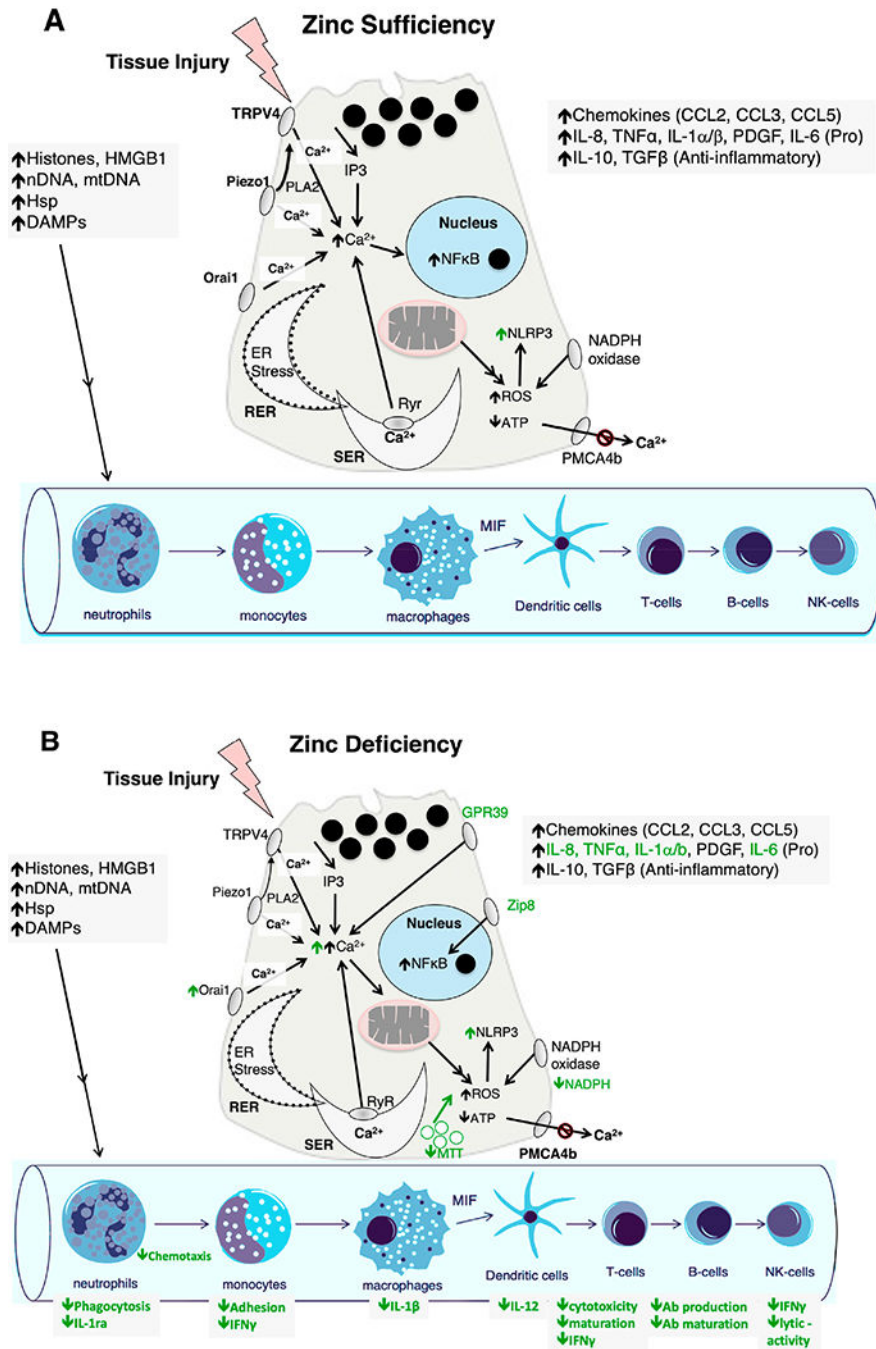 A
Zinc Sufficiency
Tissue Injury
TRPV4
↑Chemokines (CCL2, CCL3, CCL5)
↑IL-8, TNFα, IL-1α/β, PDGF, IL-6 (Pro)
↑IL-10, TGFβ (Anti-inflammatory)
↑Histones, HMGB1
↑nDNA, mtDNA
↑Hsp
↑DAMPs
Ca²⁺
IP3
Piezo1
PLA2
Ca²⁺
↑Ca²⁺
Nucleus
↑NFκB
Orai1
Ca²⁺
ER
Stress
RER
↑NLRP3
NADPH
oxidase
↑ROS
↓ATP
Ryr
Ca²⁺
SER
PMCA4b
Ca²⁺
MIF
neutrophils
monocytes
macrophages
Dendritic cells
T-cells
B-cells
NK-cells
B
Zinc Deficiency
Tissue Injury
TRPV4
GPR39
↑Chemokines (CCL2, CCL3, CCL5)
↑IL-8, TNFα, IL-1α/b, PDGF, IL-6 (Pro)
↑IL-10, TGFβ (Anti-inflammatory)
↑Histones, HMGB1
↑nDNA, mtDNA
↑Hsp
↑DAMPs
Ca²⁺
IP3
Piezo1
PLA2
Ca²⁺
Zip8
Nucleus
↑NFκB
↑↑Ca²⁺
Ca²⁺
↑Orai1
ER
Stress
RER
↑NLRP3
NADPH
oxidase
↓NADPH
↑ROS
↓ATP
RyR
Ca²⁺
SER
↓MTT
PMCA4b
Ca²⁺
MIF
↓Chemotaxis
neutrophils
monocytes
macrophages
Dendritic cells
T-cells
B-cells
NK-cells
↓Phagocytosis
↓IL-1ra
↓Adhesion
↓IFNγ
↓IL-1β
↓IL-12
↓cytotoxicity
↓maturation
↓IFNγ
↓Ab production
↓Ab maturation
↓IFNγ
↓lytic -
activity